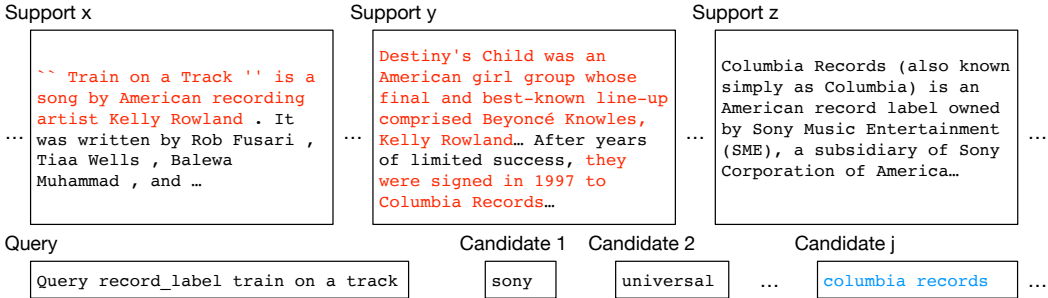 Support x
Support y
Support z
`` Train on a Track '' is a
song by American recording
artist Kelly Rowland . It
was written by Rob Fusari ,
Tiaa Wells , Balewa
Muhammad , and …
Destiny's Child was an
American girl group whose
final and best-known line-up
comprised Beyoncé Knowles,
Kelly Rowland… After years
of limited success, they
were signed in 1997 to
Columbia Records…
Columbia Records (also known
simply as Columbia) is an
American record label owned
by Sony Music Entertainment
(SME), a subsidiary of Sony
Corporation of America…
… … … …
Query
Candidate 1
Candidate 2
Candidate j
Query record_label train on a track
sony
universal
…
columbia records
…